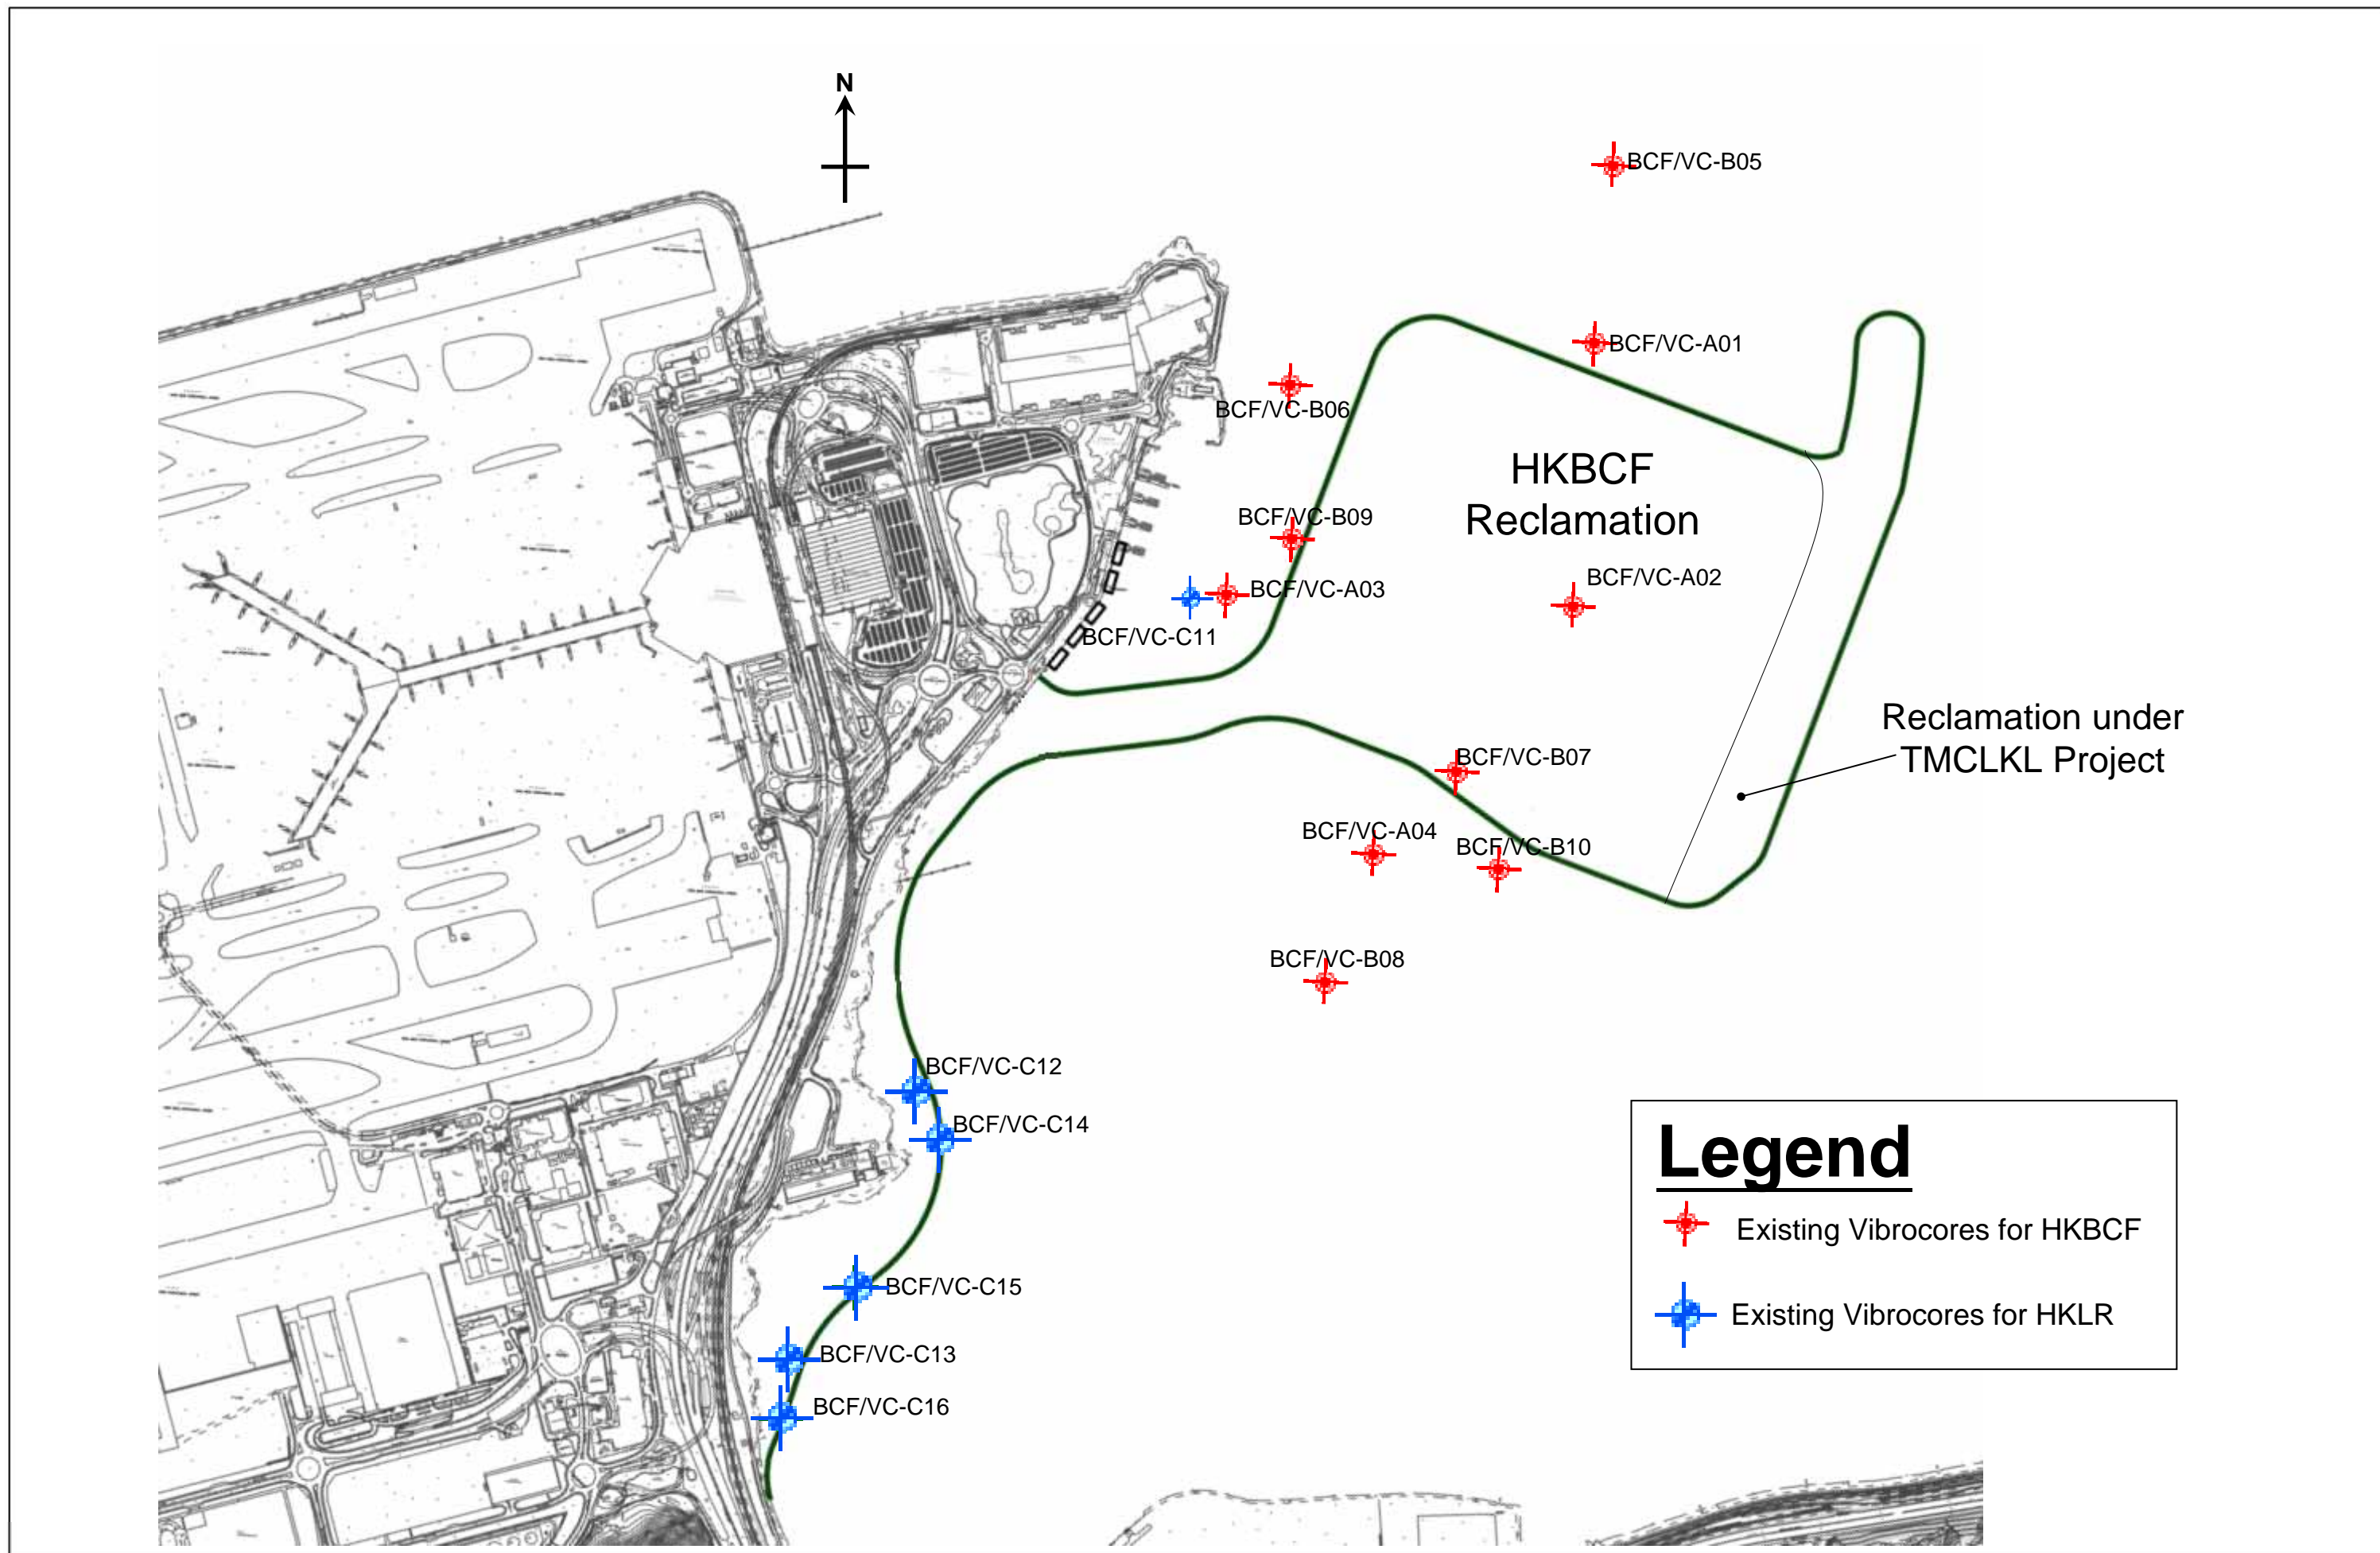 N
BCF/VC-B05
BCF/VC-A01
BCF/VC-B06
HKBCF
Reclamation
BCF/VC-B09
BCF/VC-A02
BCF/VC-A03
BCF/VC-C11
Reclamation under
TMCLKL Project
BCF/VC-B07
BCF/VC-A04
BCF/VC-B10
BCF/VC-B08
BCF/VC-C12
BCF/VC-C14
BCF/VC-C15
BCF/VC-C13
BCF/VC-C16
Legend
Existing Vibrocores for HKBCF
Existing Vibrocores for HKLR